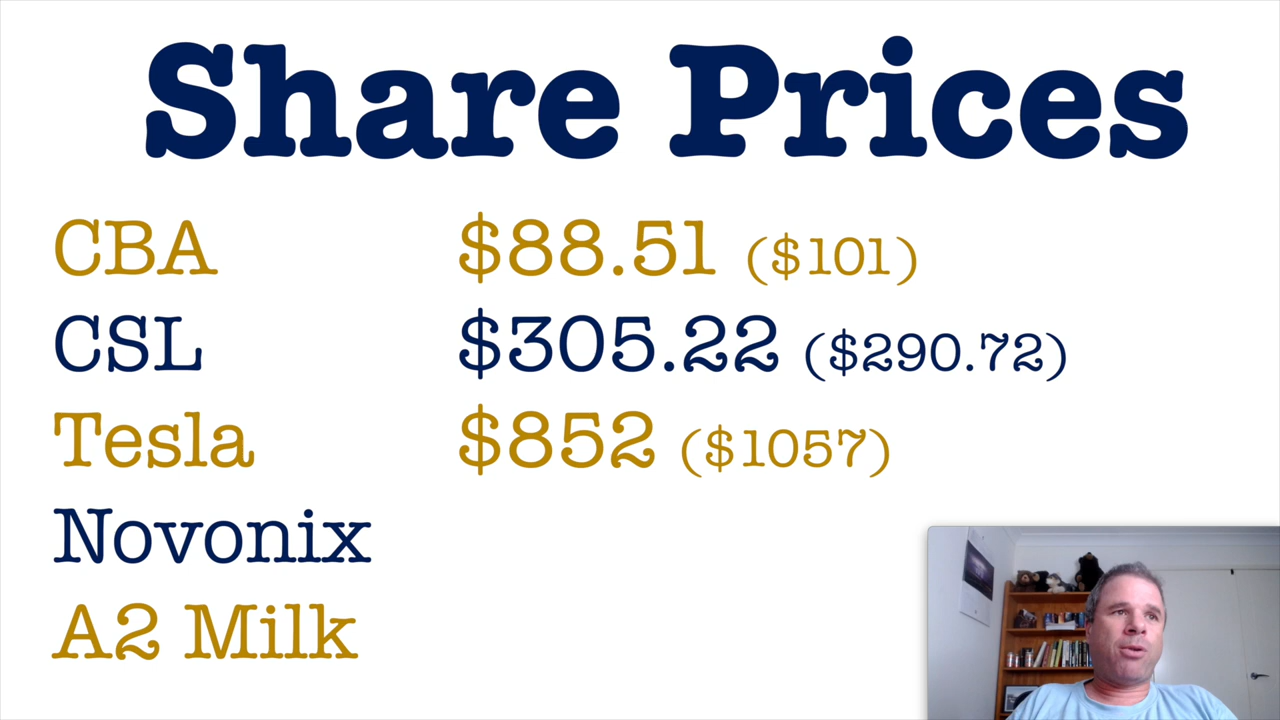 Share Prices
CBA $88.51 ($101)
CSL $305.22 ($290.72)
Tesla $852 ($1057)
Novonix
A2 Milk